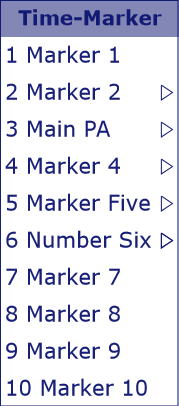 Time-Marker
1 Marker 1
2 Marker 2
3 Main PA
4 Marker 4
5 Marker Five
6 Number Six
7 Marker 7
8 Marker 8
9 Marker 9
10 Marker 10